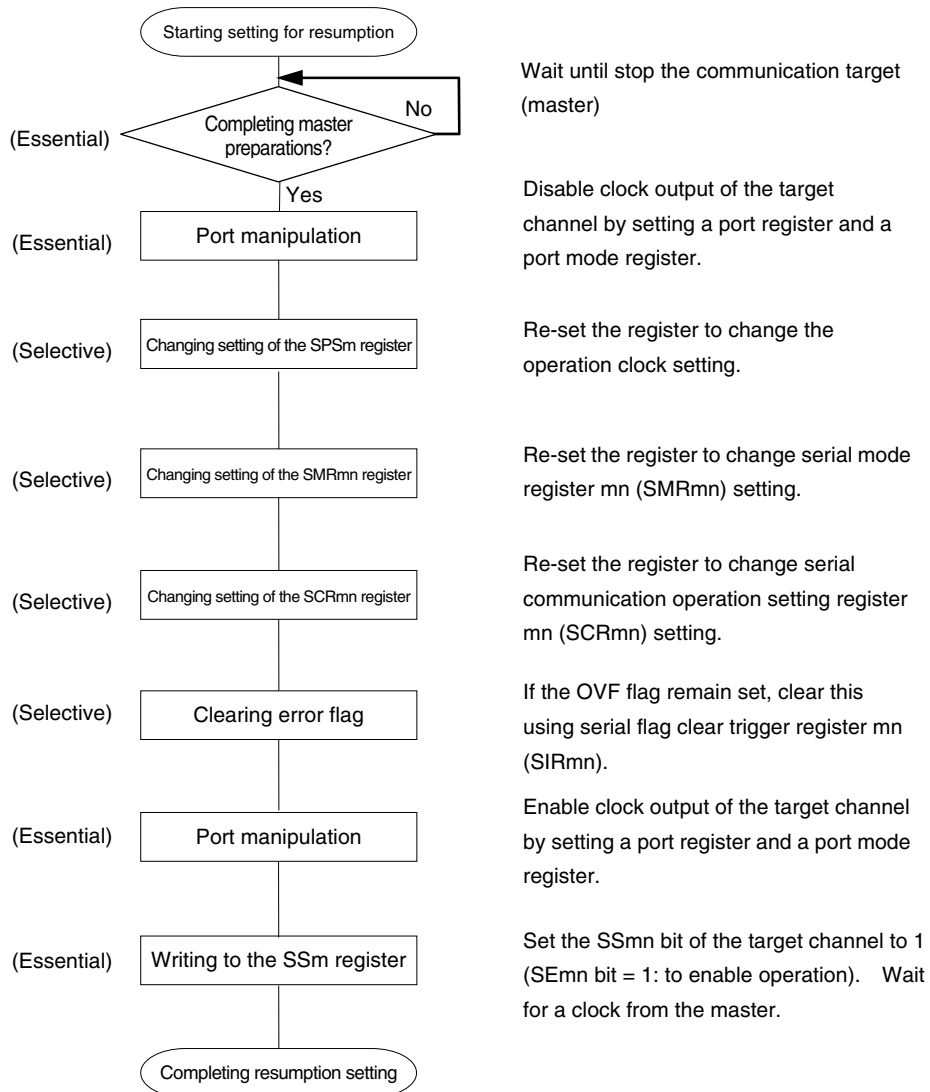 Starting setting for resumption
Wait until stop the communication target
(master)
No
(Essential)
Completing master
preparations?
Yes
Disable clock output of the target
channel by setting a port register and a
port mode register.
(Essential)
Port manipulation
Re-set the register to change the
operation clock setting.
(Selective)
Changing setting of the SPSm register
Re-set the register to change serial mode
register mn (SMRmn) setting.
(Selective)
Changing setting of the SMRmn register
Re-set the register to change serial
communication operation setting register
mn (SCRmn) setting.
(Selective)
Changing setting of the SCRmn register
If the OVF flag remain set, clear this
using serial flag clear trigger register mn
(SIRmn).
(Selective)
Clearing error flag
Enable clock output of the target channel
by setting a port register and a port mode
register.
(Essential)
Port manipulation
Set the SSmn bit of the target channel to 1
(SEmn bit = 1: to enable operation). Wait
for a clock from the master.
(Essential)
Writing to the SSm register
Completing resumption setting